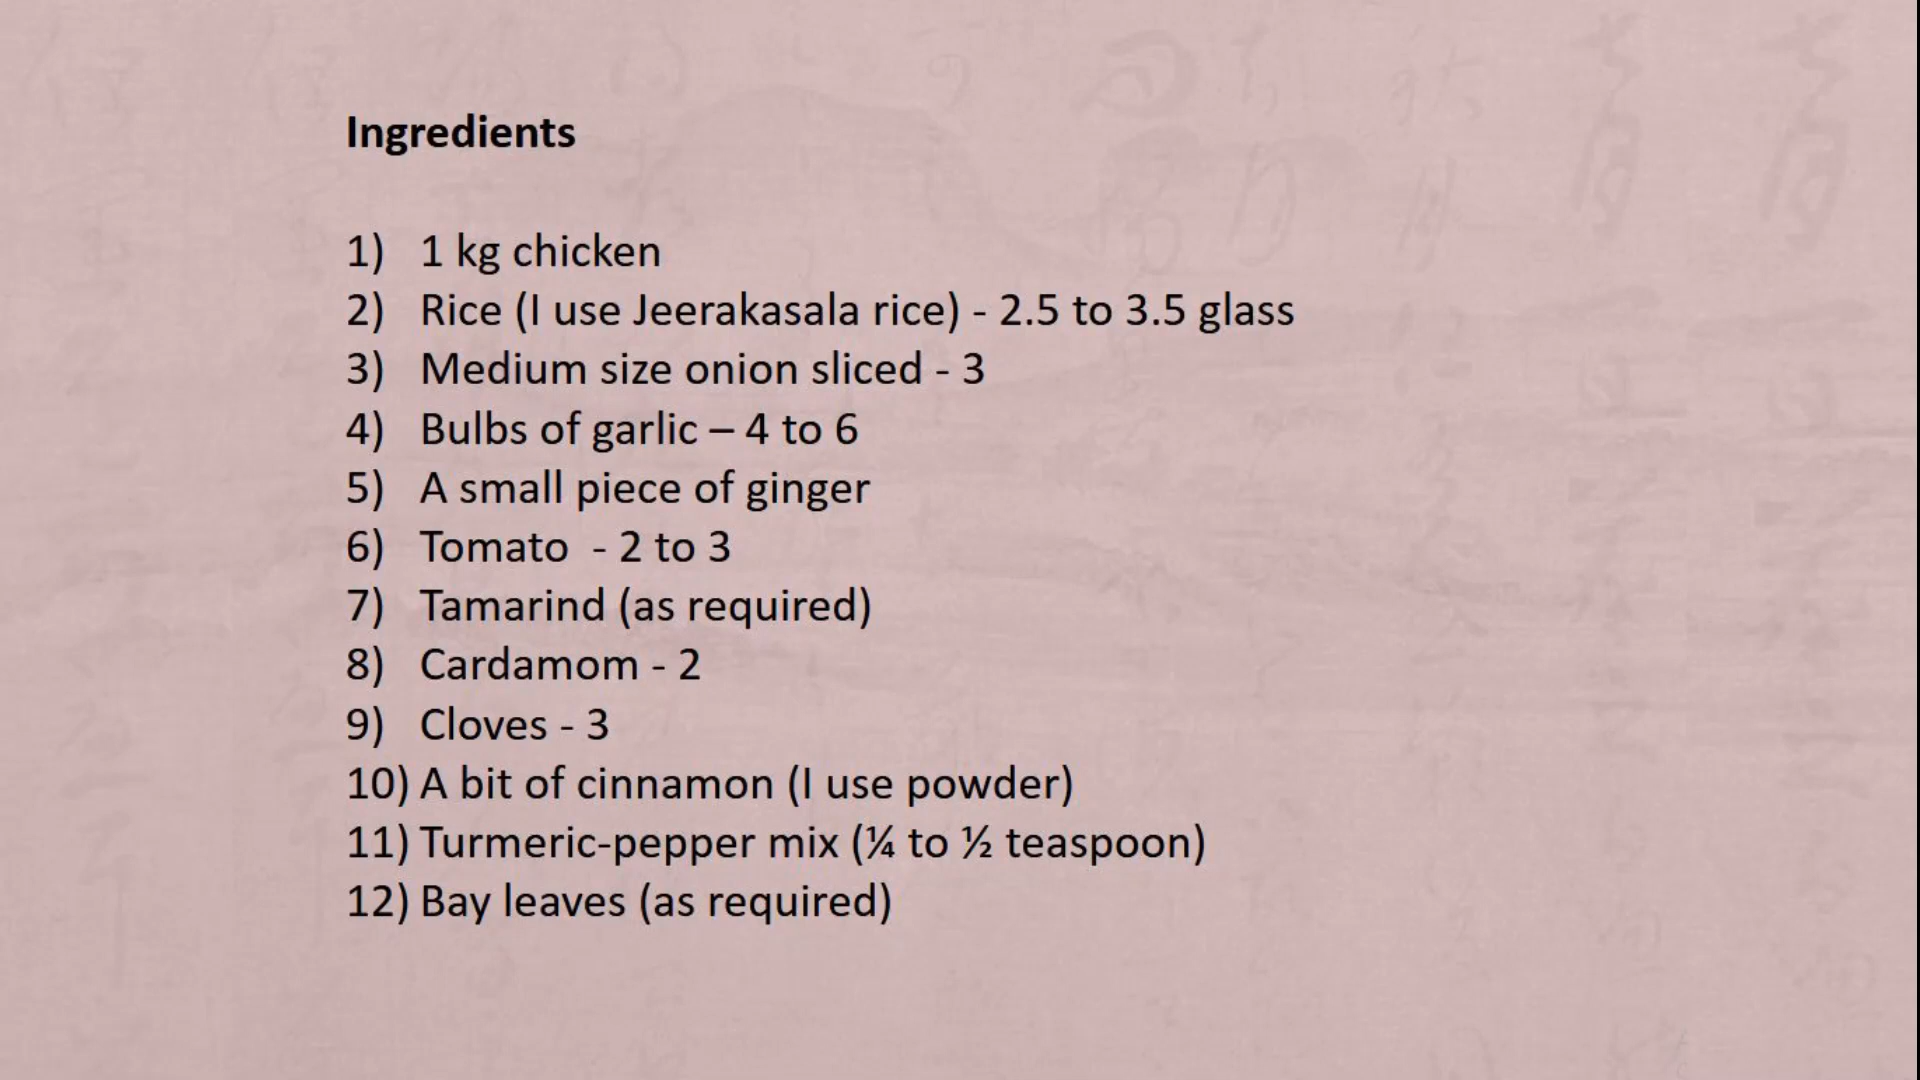 Ingredients
1) 1 kg chicken
2) Rice (I use Jeerakasala rice) - 2.5 to 3.5 glass
3) Medium size onion sliced - 3
4) Bulbs of garlic – 4 to 6
5) A small piece of ginger
6) Tomato  - 2 to 3
7) Tamarind (as required)
8) Cardamom - 2
9) Cloves - 3
10) A bit of cinnamon (I use powder)
11) Turmeric-pepper mix (¼ to ½ teaspoon)
12) Bay leaves (as required)